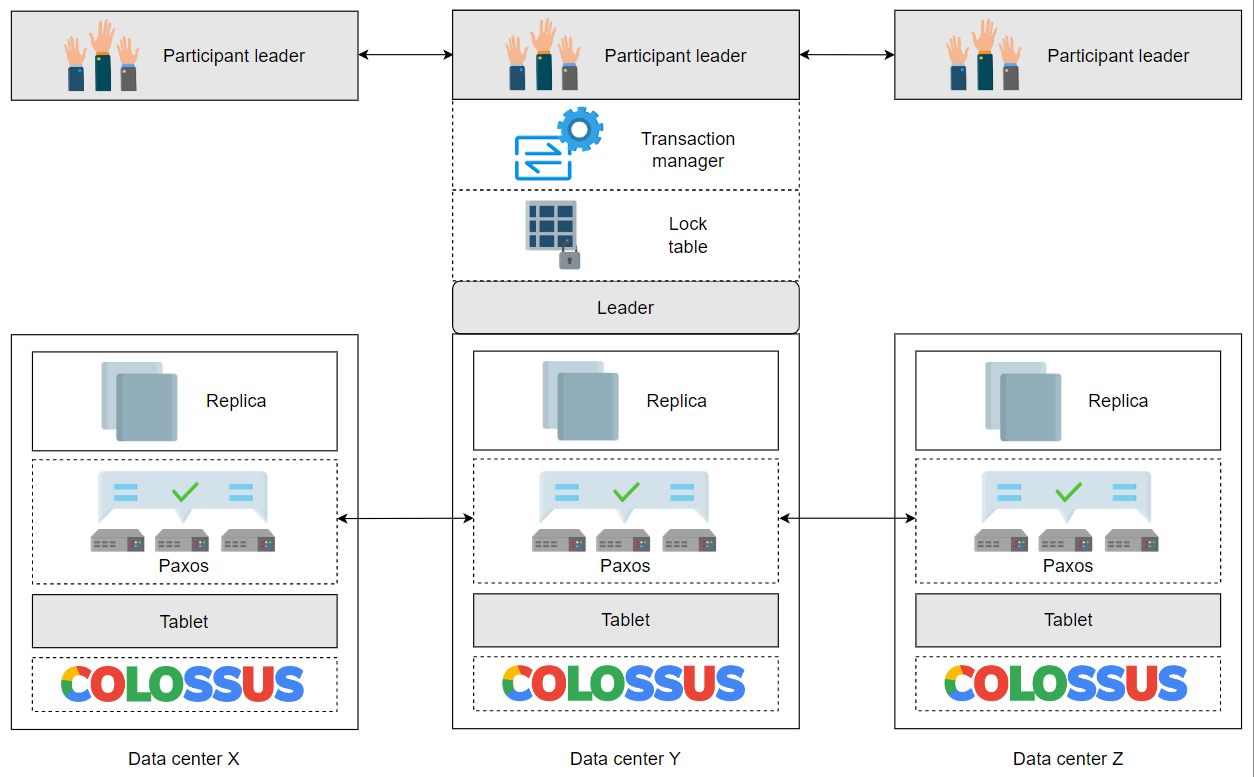 Participant leader
Participant leader
Participant leader
Transaction
manager
Lock
table
Leader
Replica
Replica
Replica
Paxos
Paxos
Paxos
Tablet
Tablet
Tablet
COLOSSUS
COLOSSUS
COLOSSUS
Data center X
Data center Y
Data center Z